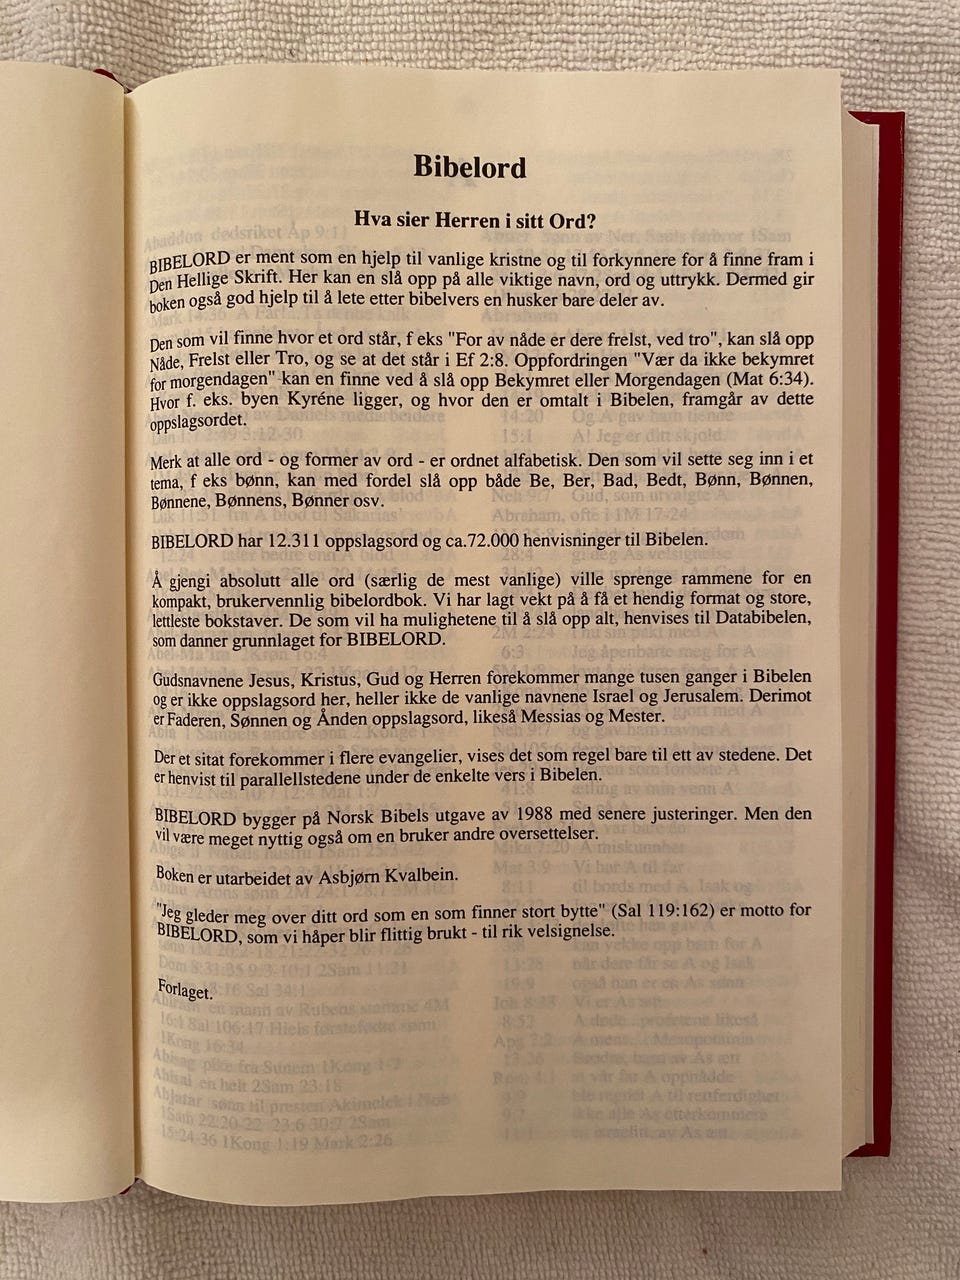 Bibelord
Hva sier Herren i sitt Ord?
BIBELORD er ment som en hjelp til vanlige kristne og til forkynnere for å finne fram i
Den Hellige Skrift. Her kan en slå opp på alle viktige navn, ord og uttrykk. Dermed gir
boken også god hjelp til å lete etter bibelvers en husker bare deler av.
Den som vil finne hvor et ord står, f eks "For av nåde er dere frelst, ved tro", kan slå opp
Nåde, Frelst eller Tro, og se at det står i Ef 2:8. Oppfordringen "Vær da ikke bekymret
for morgendagen" kan en finne ved å slå opp Bekymret eller Morgendagen (Mat 6:34).
Hvor f. eks. byen Kyréne ligger, og hvor den er omtalt i Bibelen, framgår av dette
oppslagsordet.
Merk at alle ord - og former av ord - er ordnet alfabetisk. Den som vil sette seg inn i et
tema, f eks bønn, kan med fordel slå opp både Be, Ber, Bad, Bedt, Bønn, Bønnen,
Bønnene, Bønnens, Bønner osv.
BIBELORD har 12.311 oppslagsord og ca.72.000 henvisninger til Bibelen.
Å gjengi absolutt alle ord (særlig de mest vanlige) ville sprenge rammene for en
kompakt, brukervennlig bibelordbok. Vi har lagt vekt på å få et hendig format og store,
lettleste bokstaver. De som vil ha mulighetene til å slå opp alt, henvises til Databibelen,
som danner grunnlaget for BIBELORD.
Gudsnavnene Jesus, Kristus, Gud og Herren forekommer mange tusen ganger i Bibelen
og er ikke oppslagsord her, heller ikke de vanlige navnene Israel og Jerusalem. Derimot
er Faderen, Sønnen og Ånden oppslagsord, likeså Messias og Mester.
Der et sitat forekommer i flere evangelier, vises det som regel bare til ett av stedene. Det
er henvist til parallellstedene under de enkelte vers i Bibelen.
BIBELORD bygger på Norsk Bibels utgave av 1988 med senere justeringer. Men den
vil være meget nyttig også om en bruker andre oversettelser.
Boken er utarbeidet av Asbjørn Kvalbein.
"Jeg gleder meg over ditt ord som en som finner stort bytte" (Sal 119:162) er motto for
BIBELORD, som vi håper blir flittig brukt - til rik velsignelse.
Forlaget.